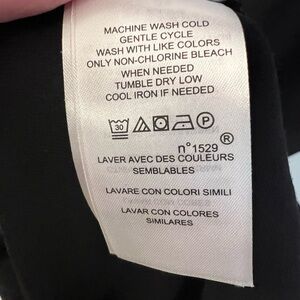 MACHINE WASH COLD
GENTLE CYCLE
WASH WITH LIKE COLORS
ONLY NON-CHLORINE BLEACH
WHEN NEEDED
TUMBLE DRY LOW
COOL IRON IF NEEDED
30 P
n°1529®
LAVER AVEC DES COULEURS
SEMBLABLES
LAVARE CON COLORI SIMILI
LAVAR CON COLORES
SIMILARES